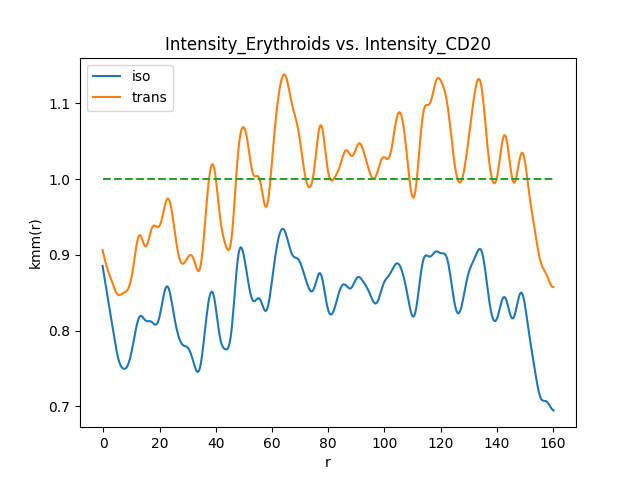 Intensity_Erythroids vs. Intensity_CD20
iso
trans
1.1
1.0
0.9
0.8
0.7
kmm(r)
0 20 40 60 80 100 120 140 160
r